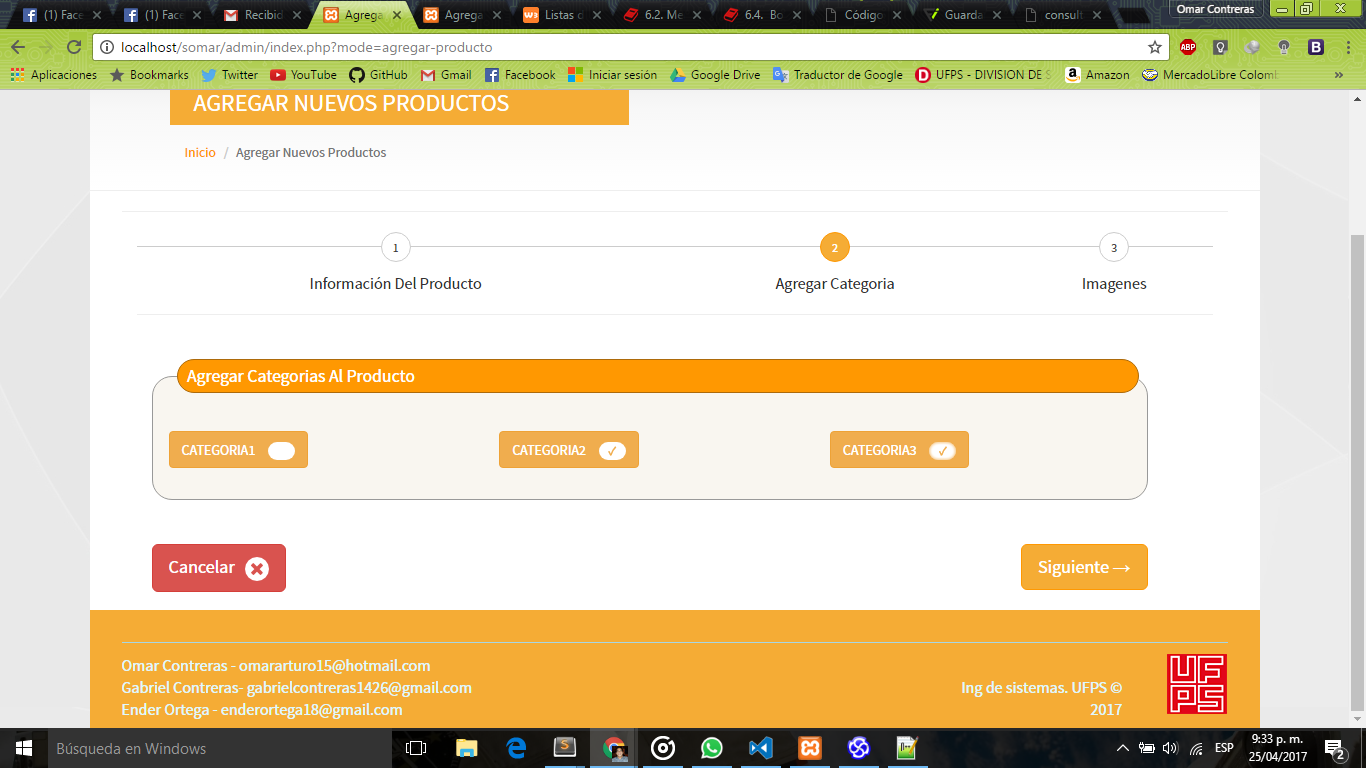 (1) Face
(1) Face
Recibid
Agrega
Agrega
Listas d
6.2. Me
6.4. Bo
Código
Guarda
consult
Omar Contreras
localhost/somar/admin/index.php?mode=agregar-producto
ABP
B
Aplicaciones
Bookmarks
Twitter
YouTube
GitHub
Gmail
Facebook
Iniciar sesión
Google Drive
Traductor de Google
UFPS - DIVISION DE S
Amazon
MercadoLibre Colom
»
AGREGAR NUEVOS PRODUCTOS
Inicio / Agregar Nuevos Productos
1
2
3
Información Del Producto
Agregar Categoria
Imagenes
Agregar Categorias Al Producto
CATEGORIA1
CATEGORIA2 ✓
CATEGORIA3 ✓
Cancelar
Siguiente →
Omar Contreras - omararturo15@hotmail.com
Gabriel Contreras- gabrielcontreras1426@gmail.com
Ender Ortega - enderortega18@gmail.com
Ing de sistemas. UFPS ©
2017
UFPS
Búsqueda en Windows
ESP
9:33 p. m.
25/04/2017
2